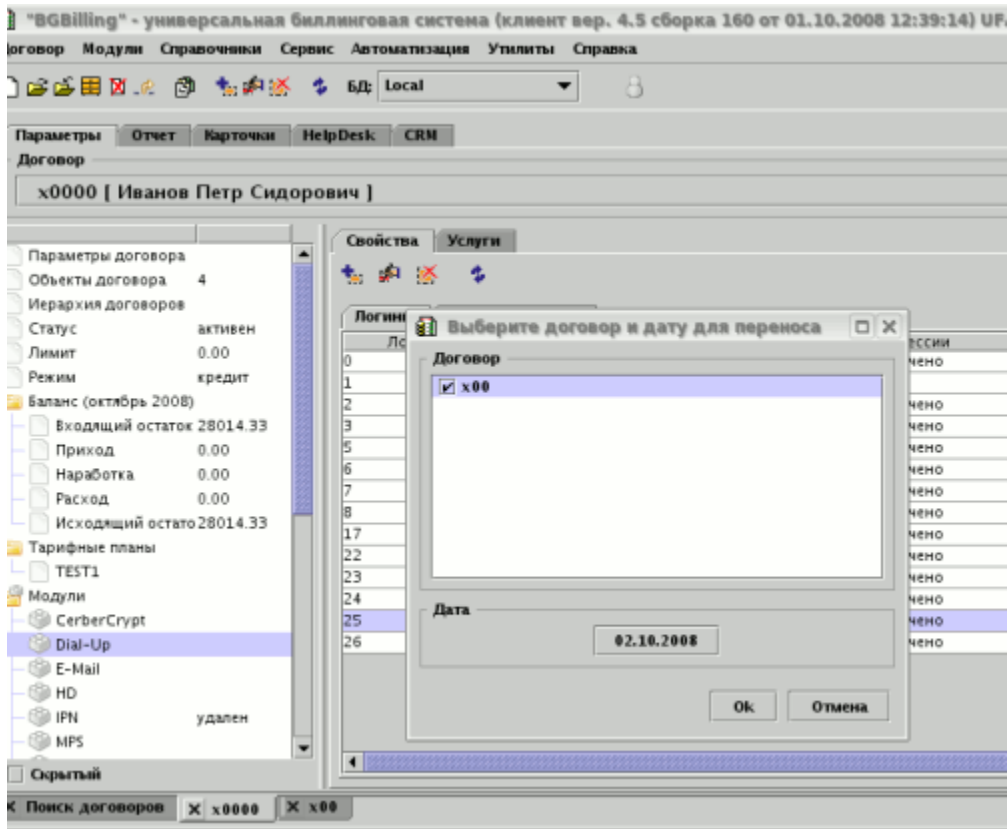 "BGBilling" - универсальная биллинговая система (клиент вер. 4.5 сборка 160 от 01.10.2008 12:39:14)
Модули Справочники Сервис Автоматизация Утилиты Справка
БД: Local
Параметры Отчет Карточки HelpDesk CRM
Договор
x0000 [ Иванов Петр Сидорович ]
Свойства Услуги
Параметры договора
Объекты договора 4
Иерархия договоров
Статус активен
Лимит 0.00
Режим кредит
Баланс (октябрь 2008)
Входящий остаток 28014.33
Приход 0.00
Наработка 0.00
Расход 0.00
Исходящий остато 28014.33
Тарифные планы
TEST1
Модули
CerberCrypt
Dial-Up
E-Mail
HD
IPN удален
MPS
Скрытый
0
1
2
3
5
6
7
8
17
22
23
24
25
26
Выберите договор и дату для переноса
Договор
x00
Дата
02.10.2008
Ok Отмена
Поиск договоров x0000 x00